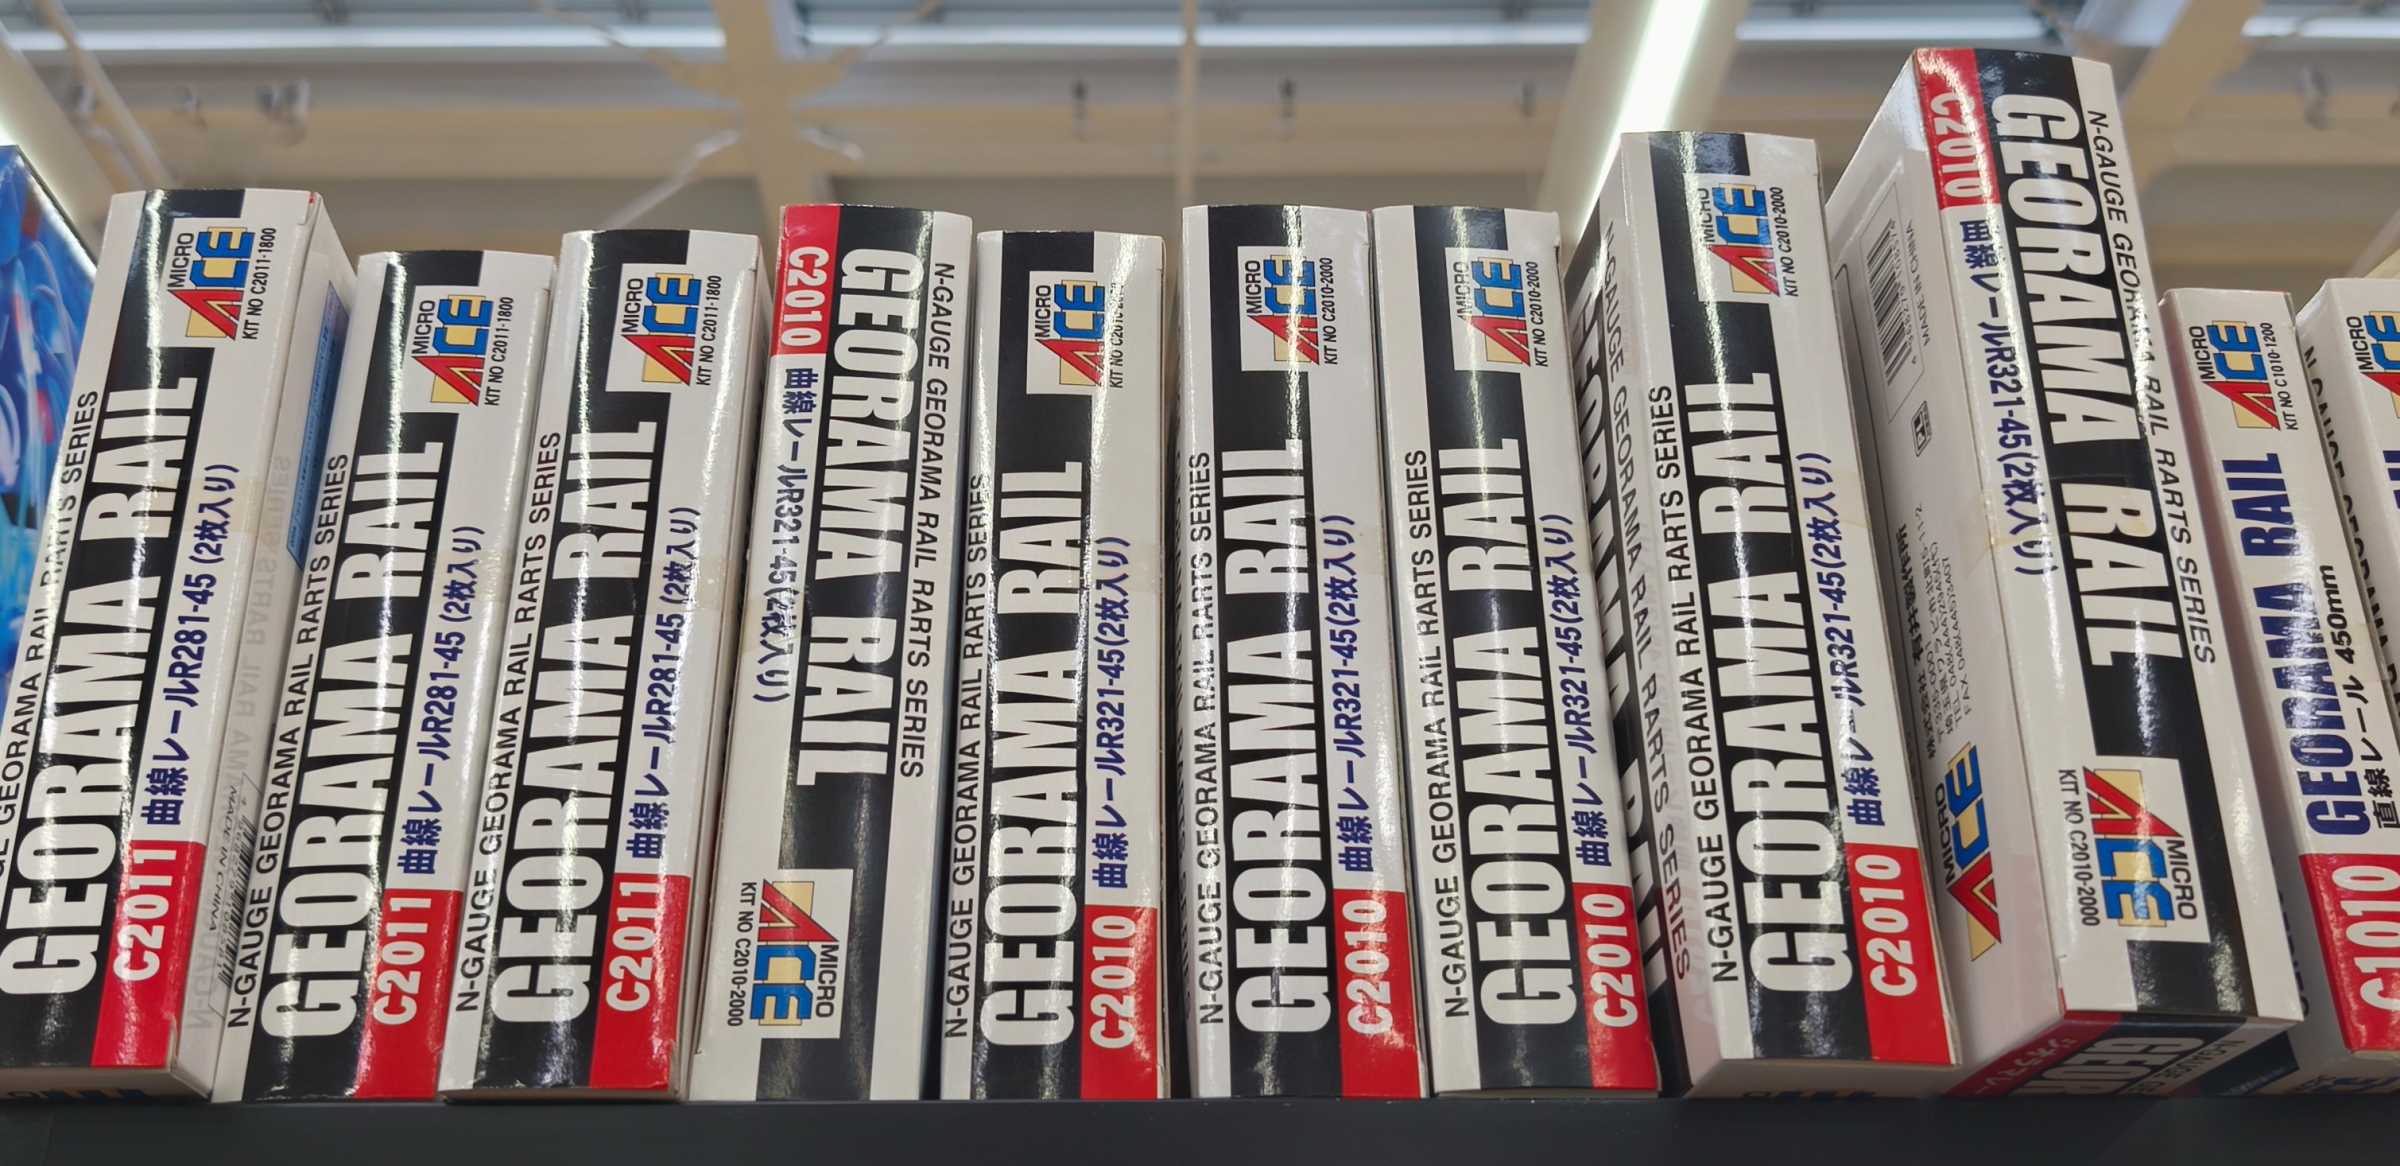 N-GAUGE GEORAMA RAIL RARTS SERIES
GEORAMA RAIL
C2011
曲線レールR281-45 (2枚入り)
MICRO
ACE
KIT NO C2011-1800
MADE IN CHINA
N-GAUGE GEORAMA RAIL RARTS SERIES
GEORAMA RAIL
C2011
曲線レールR281-45 (2枚入り)
MICRO
ACE
KIT NO C2011-1800
N-GAUGE GEORAMA RAIL RARTS SERIES
GEORAMA RAIL
C2011
曲線レールR281-45 (2枚入り)
MICRO
ACE
KIT NO C2011-1800
N-GAUGE GEORAMA RAIL RARTS SERIES
GEORAMA RAIL
C2010
曲線レールR321-45(2枚入り)
MICRO
ACE
KIT NO C2010-2000
N-GAUGE GEORAMA RAIL RARTS SERIES
GEORAMA RAIL
C2010
曲線レールR321-45(2枚入り)
MICRO
ACE
N-GAUGE GEORAMA RAIL RARTS SERIES
GEORAMA RAIL
C2010
曲線レールR321-45(2枚入り)
MICRO
ACE
KIT NO C2010-2000
N-GAUGE GEORAMA RAIL RARTS SERIES
GEORAMA RAIL
C2010
曲線レールR321-45(2枚入り)
MICRO
ACE
KIT NO C2010-2000
N-GAUGE GEORAMA RAIL RARTS SERIES
GEORAMA RAIL
N-GAUGE GEORAMA RAIL RARTS SERIES
GEORAMA RAIL
C2010
曲線レールR321-45(2枚入り)
MICRO
ACE
KIT NO C2010-2000
MADE IN CHINA
MICRO
ACE
N-GAUGE GEORAMA RAIL RARTS SERIES
GEORAMA RAIL
C2010
曲線レールR321-45(2枚入り)
MICRO
ACE
KIT NO C2010-2000
GEORAMA RAIL
直線レール 450mm
C1010
MICRO
ACE
KIT NO C1010-1200
MICRO